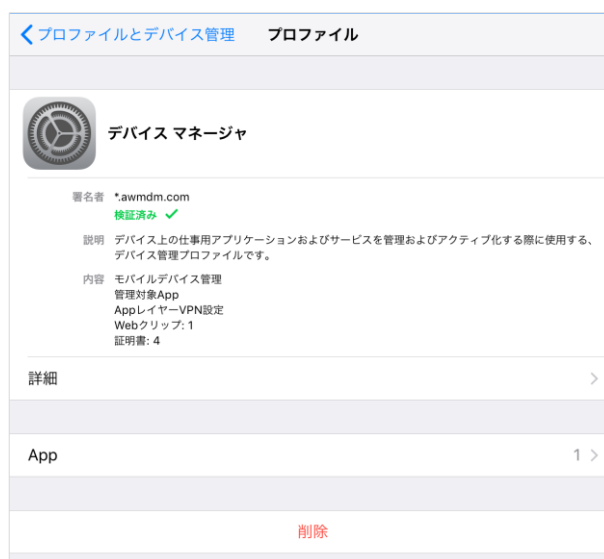 プロファイルとデバイス管理 プロファイル
デバイス マネージャ
署名者 *.awmdm.com
検証済み ✓
説明 デバイス上の仕事用アプリケーションおよびサービスを管理およびアクティブ化する際に使用する、
デバイス管理プロファイルです。
内容 モバイルデバイス管理
管理対象App
AppレイヤーVPN設定
Webクリップ: 1
証明書: 4
詳細
App 1
削除